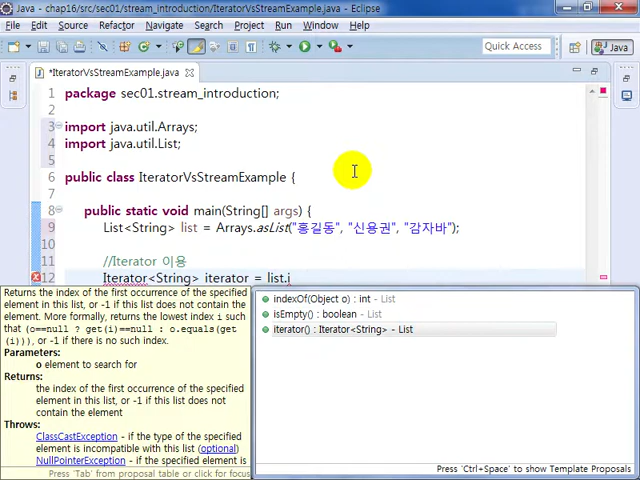 Java - chap16/src/sec01/stream_introduction/IteratorVsStreamExample.java - Eclipse
File Edit Source Refactor Navigate Search Project Run Window Help
Quick Access
Java
*IteratorVsStreamExample.java
1 package sec01.stream_introduction;
2
3 import java.util.Arrays;
4 import java.util.List;
5
6 public class IteratorVsStreamExample {
7
8 public static void main(String[] args) {
9 List<String> list = Arrays.asList("홍길동", "신용권", "감자바");
10
11 //Iterator 이용
12 Iterator<String> iterator = list.i
Returns the index of the first occurrence of the specified
element in this list, or -1 if this list does not contain the
element. More formally, returns the lowest index i such
that (o==null ? get(i)==null : o.equals(get
(i))), or -1 if there is no such index.
Parameters:
o element to search for
Returns:
the index of the first occurrence of the specified
element in this list, or -1 if this list does not
contain the element
Throws:
ClassCastException - if the type of the specified
element is incompatible with this list (optional)
NullPointerException - if the specified element is
Press 'Tab' from proposal table or click for focus
indexOf(Object o) : int - List
isEmpty() : boolean - List
iterator() : Iterator<String> - List
Press 'Ctrl+Space' to show Template Proposals